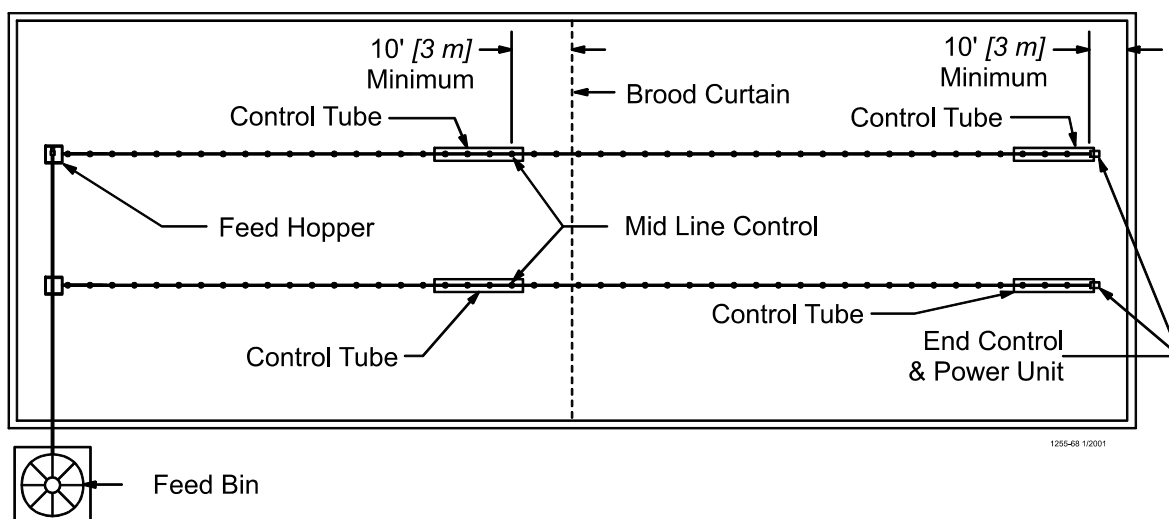 10' [3 m]
Minimum
10' [3 m]
Minimum
Brood Curtain
Control Tube
Control Tube
Feed Hopper
Mid Line Control
Control Tube
Control Tube
End Control
& Power Unit
1255-68 1/2001
Feed Bin